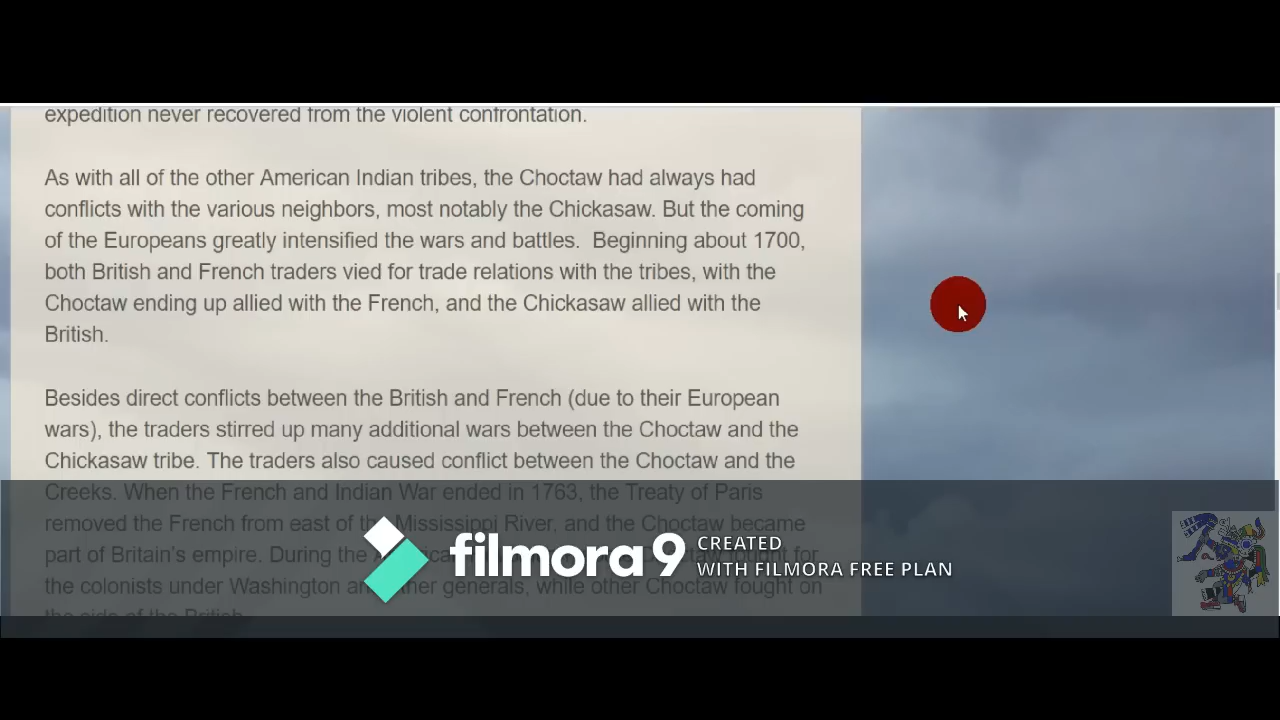 expedition never recovered from the violent confrontation.
As with all of the other American Indian tribes, the Choctaw had always had
conflicts with the various neighbors, most notably the Chickasaw. But the coming
of the Europeans greatly intensified the wars and battles.  Beginning about 1700,
both British and French traders vied for trade relations with the tribes, with the
Choctaw ending up allied with the French, and the Chickasaw allied with the
British.
Besides direct conflicts between the British and French (due to their European
wars), the traders stirred up many additional wars between the Choctaw and the
Chickasaw tribe. The traders also caused conflict between the Choctaw and the
Creeks. When the French and Indian War ended in 1763, the Treaty of Paris
removed the French from east of the Mississippi River, and the Choctaw became
part of Britain's empire. During the for
the colonists under Washington generals, while other Choctaw fought on
the side of the British.
filmora9 CREATED
WITH FILMORA FREE PLAN